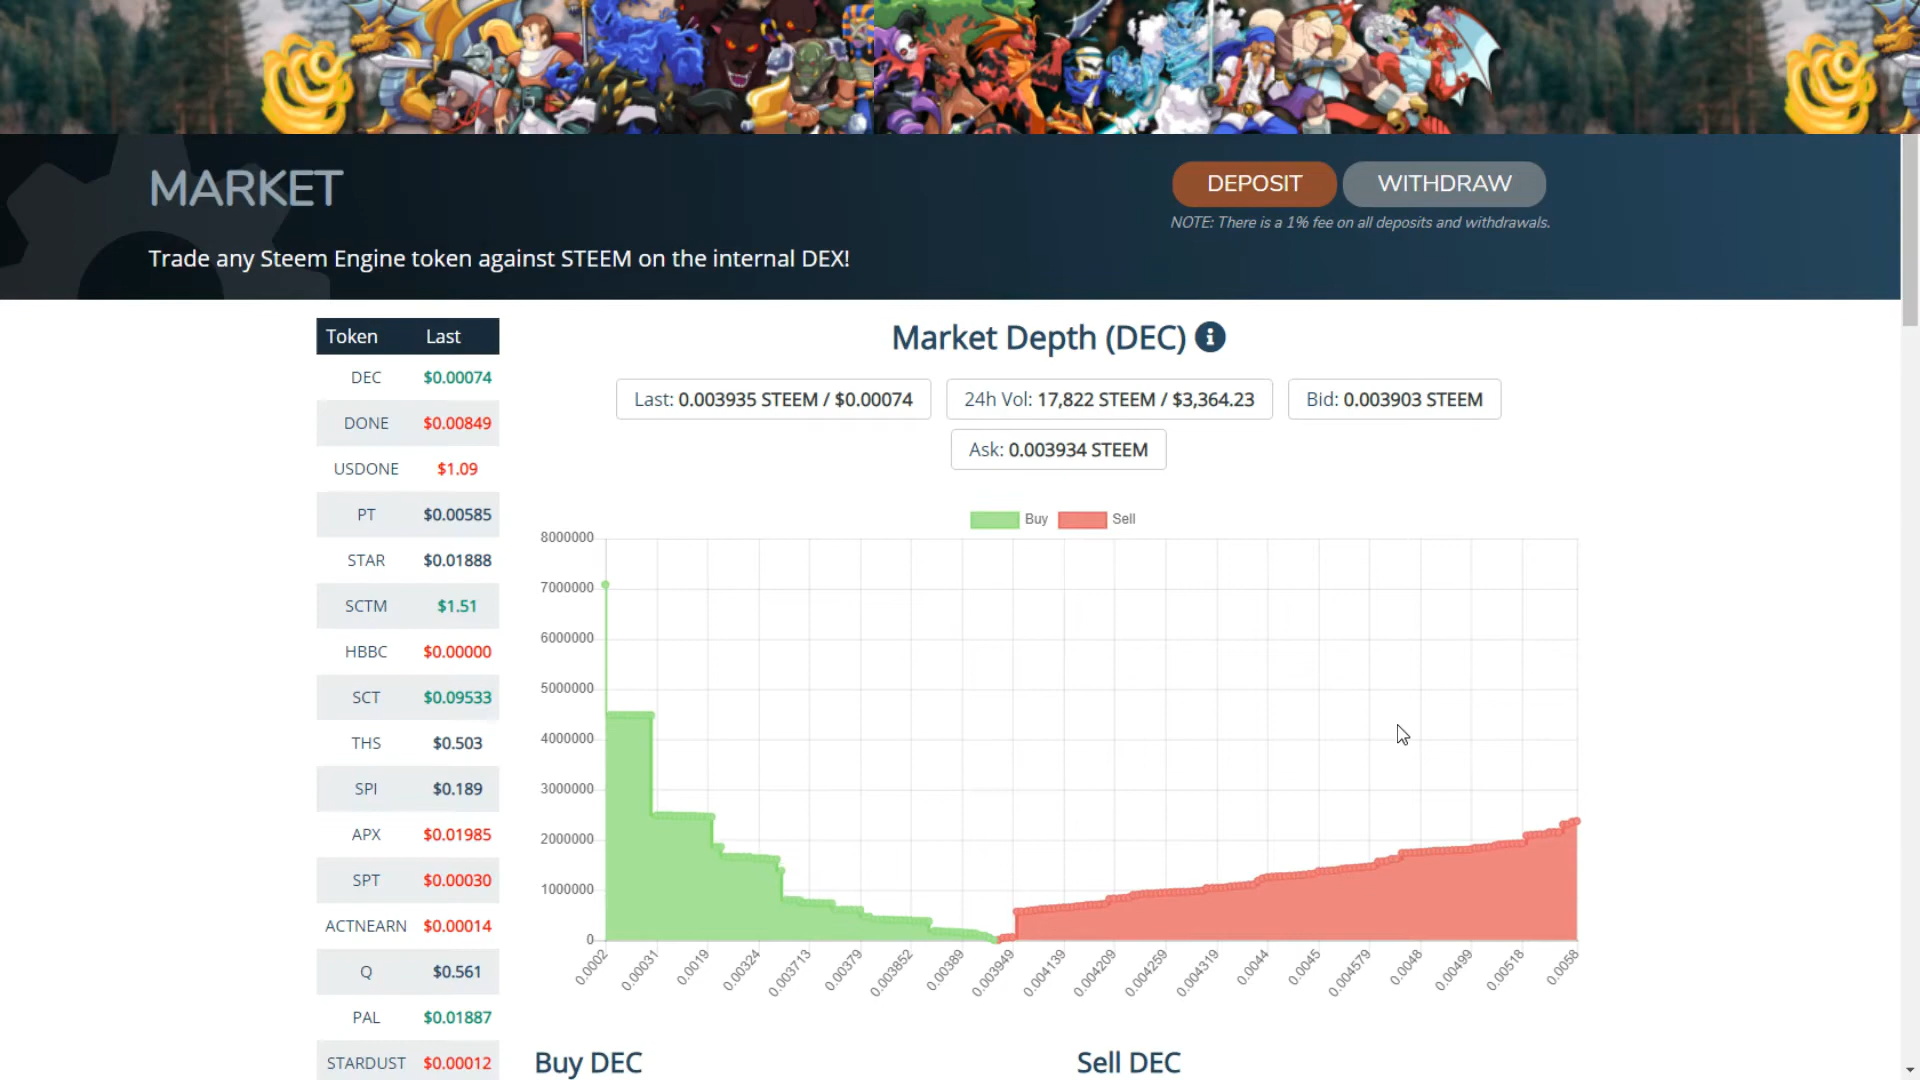 MARKET
DEPOSIT WITHDRAW
NOTE: There is a 1% fee on all deposits and withdrawals.
Trade any Steem Engine token against STEEM on the internal DEX!
Token Last
DEC $0.00074
DONE $0.00849
USDONE $1.09
PT $0.00585
STAR $0.01888
SCTM $1.51
HBBC $0.00000
SCT $0.09533
THS $0.503
SPI $0.189
APX $0.01985
SPT $0.00030
ACTNEARN $0.00014
Q $0.561
PAL $0.01887
STARDUST $0.00012
Market Depth (DEC)
Last: 0.003935 STEEM / $0.00074
24h Vol: 17,822 STEEM / $3,364.23
Bid: 0.003903 STEEM
Ask: 0.003934 STEEM
Buy Sell
8000000
7000000
6000000
5000000
4000000
3000000
2000000
1000000
0
0.0002 0.00031 0.0019 0.00324 0.003713 0.00379 0.003852 0.00389 0.003949 0.004139 0.004209 0.004259 0.004319 0.0044 0.0045 0.004579 0.0048 0.00499 0.00518 0.0058
Buy DEC
Sell DEC